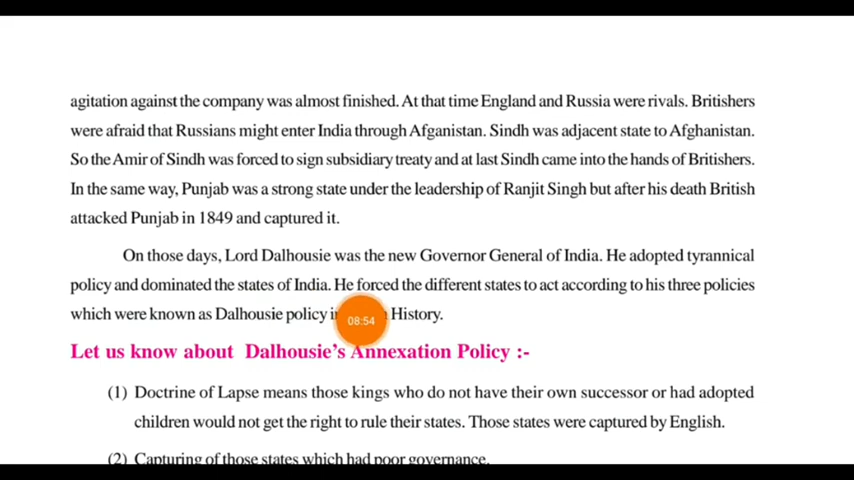 agitation against the company was almost finished. At that time England and Russia were rivals. Britishers
were afraid that Russians might enter India through Afganistan. Sindh was adjacent state to Afghanistan.
So the Amir of Sindh was forced to sign subsidiary treaty and at last Sindh came into the hands of Britishers.
In the same way, Punjab was a strong state under the leadership of Ranjit Singh but after his death British
attacked Punjab in 1849 and captured it.
On those days, Lord Dalhousie was the new Governor General of India. He adopted tyrannical
policy and dominated the states of India. He forced the different states to act according to his three policies
which were known as Dalhousie policy History.
08:54
Let us know about Dalhousie's Annexation Policy :-
(1) Doctrine of Lapse means those kings who do not have their own successor or had adopted
children would not get the right to rule their states. Those states were captured by English.
(2) Capturing of those states which had poor governance.